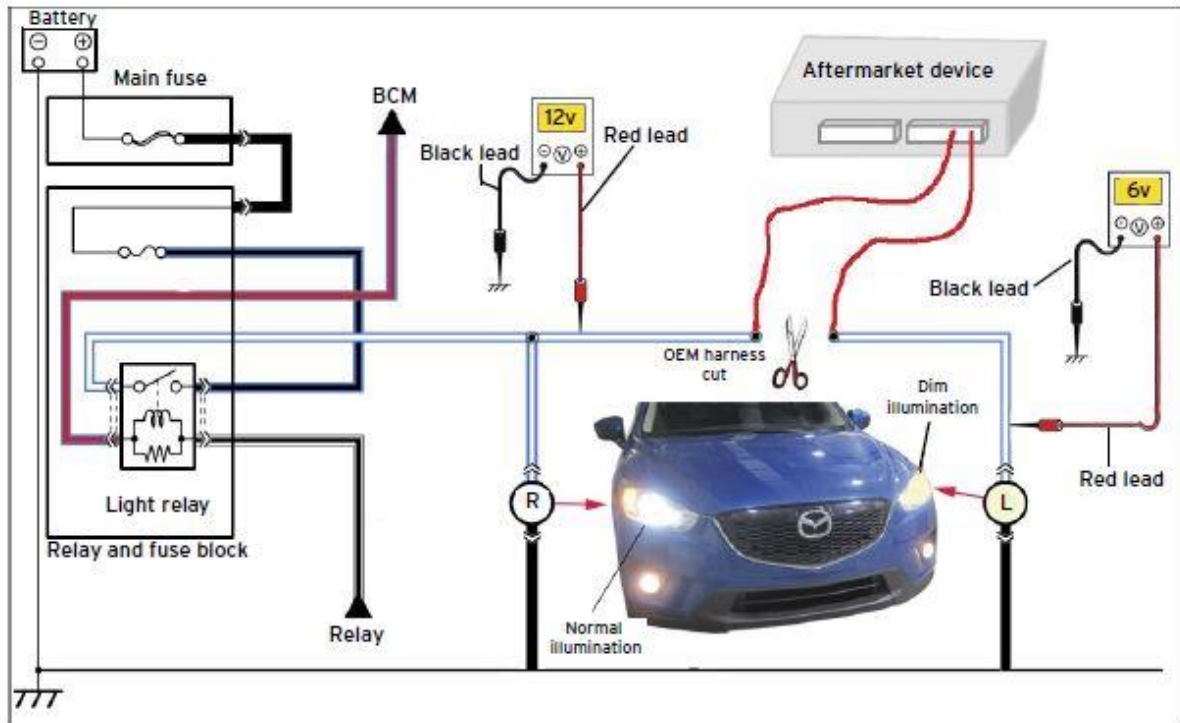 Battery
Main fuse
BCM
12v
Black lead
V
Red lead
Aftermarket device
6v
V
Black lead
OEM harness
cut
Dim
illumination
Red lead
Light relay
R
L
Relay and fuse block
Relay
Normal
illumination